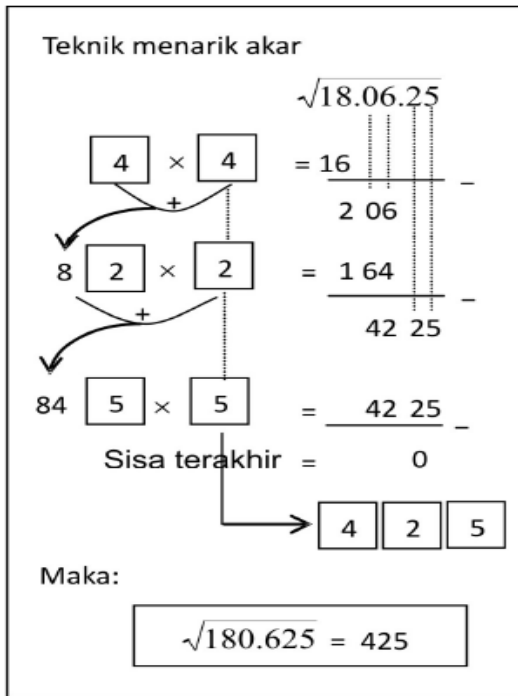 Teknik menarik akar
√18.06.25
4 × 4 = 16
+
–
2 06
8 2 × 2 = 1 64
+
–
42 25
84 5 × 5 = 42 25
–
Sisa terakhir = 0
4 2 5
Maka:
√180.625 = 425